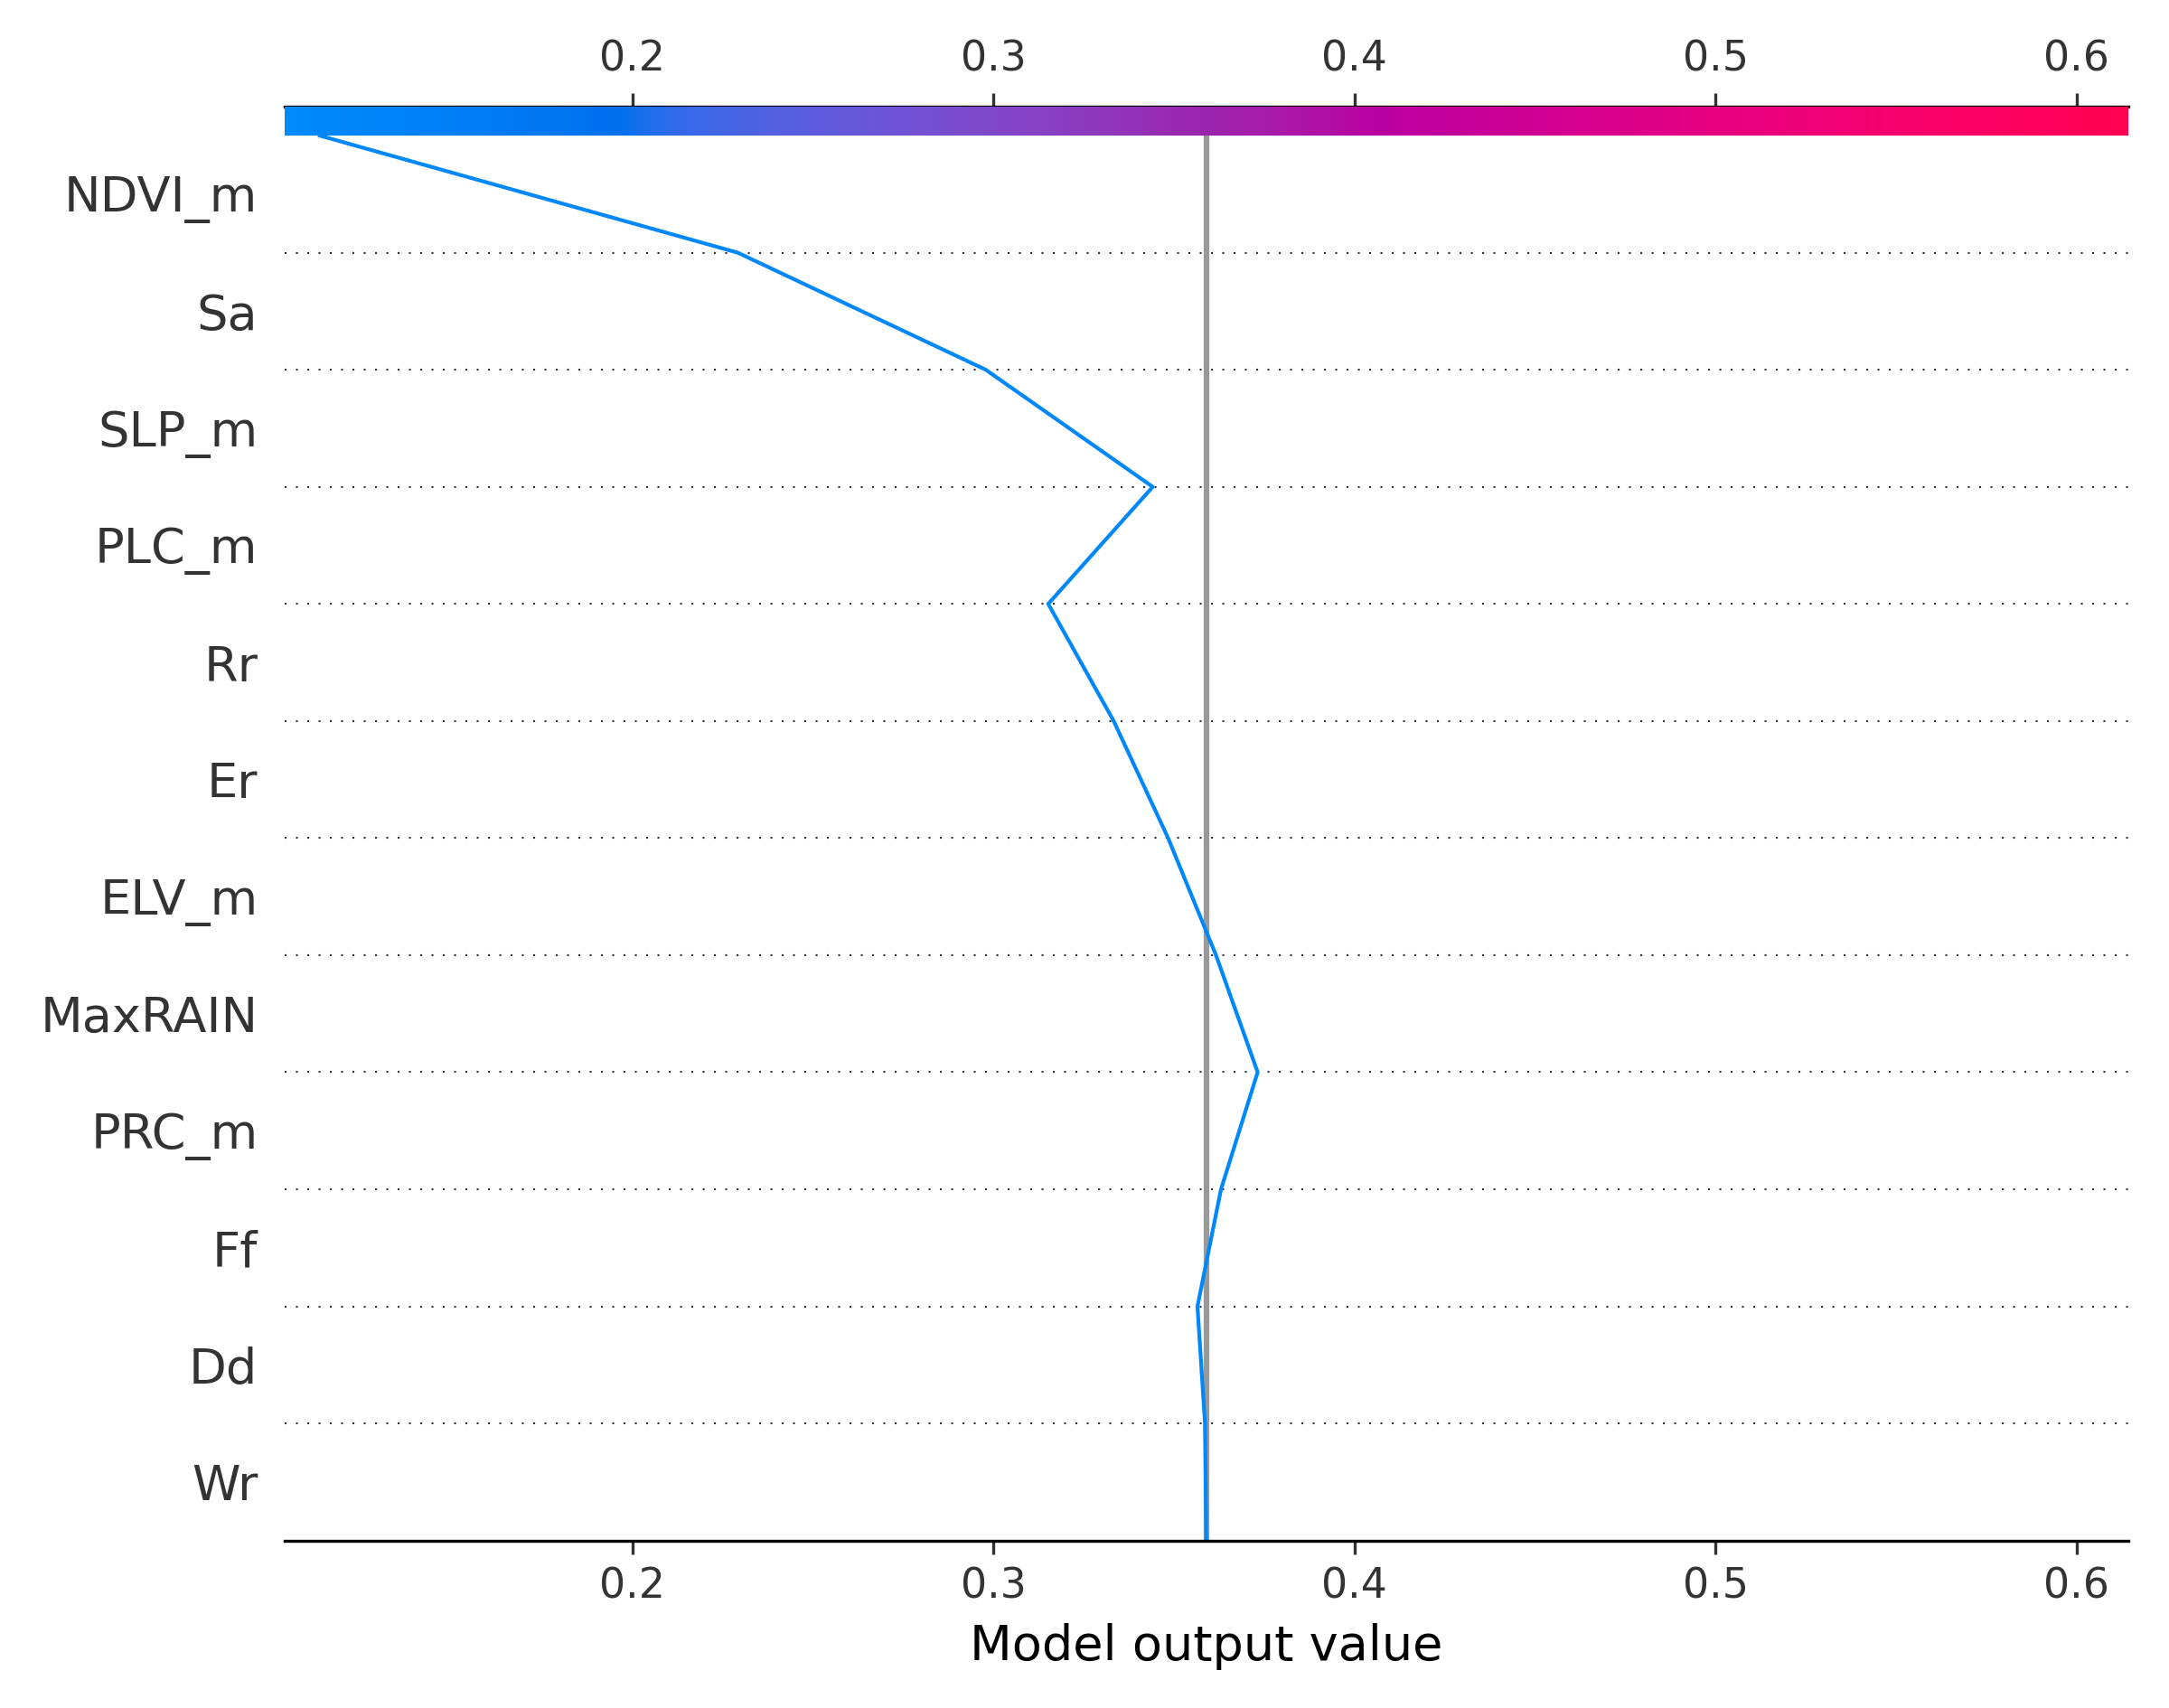 0.2 0.3 0.4 0.5 0.6
NDVI_m
Sa
SLP_m
PLC_m
Rr
Er
ELV_m
MaxRAIN
PRC_m
Ff
Dd
Wr
0.2 0.3 0.4 0.5 0.6
Model output value